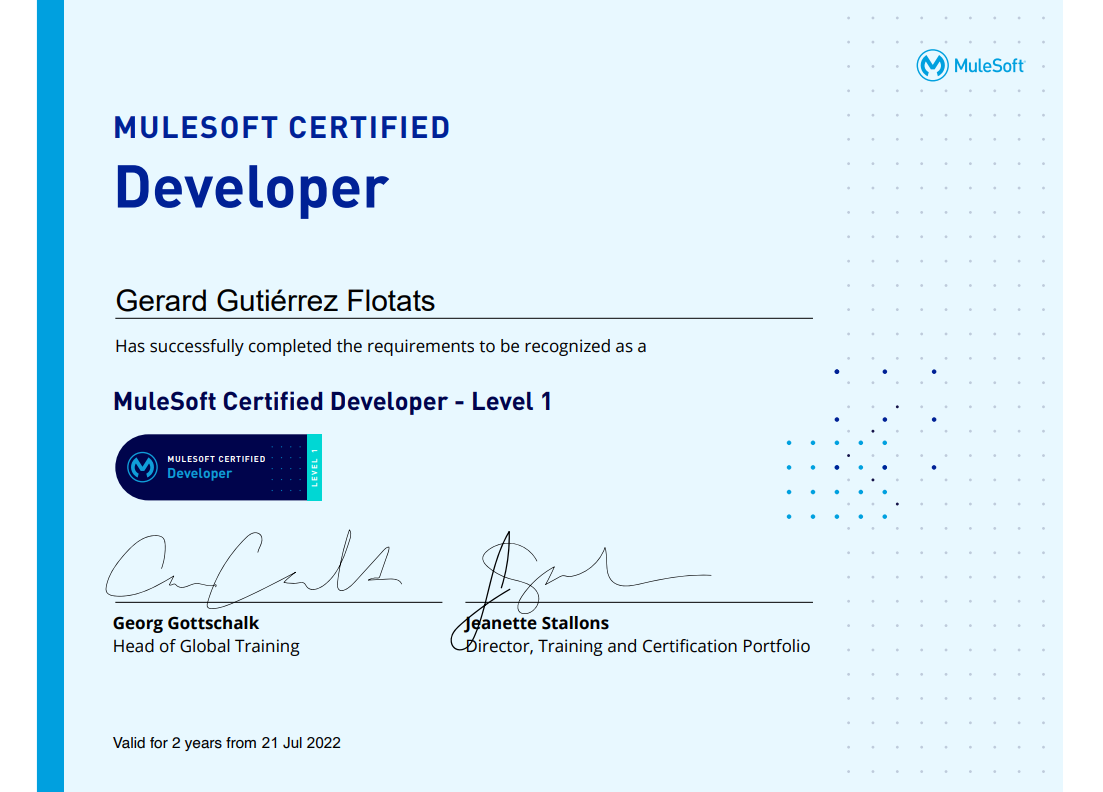 MuleSoft
MULESOFT CERTIFIED
Developer
Gerard Gutiérrez Flotats
Has successfully completed the requirements to be recognized as a
MuleSoft Certified Developer - Level 1
MULESOFT CERTIFIED
Developer
LEVEL 1
Georg Gottschalk
Head of Global Training
Jeanette Stallons
Director, Training and Certification Portfolio
Valid for 2 years from 21 Jul 2022